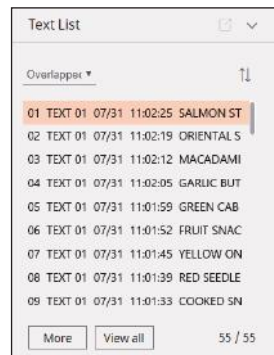 Text List
Overlapped
01 TEXT 01 07/31 11:02:25 SALMON ST
02 TEXT 01 07/31 11:02:19 ORIENTAL S
03 TEXT 01 07/31 11:02:12 MACADAMI
04 TEXT 01 07/31 11:02:05 GARLIC BUT
05 TEXT 01 07/31 11:01:59 GREEN CAB
06 TEXT 01 07/31 11:01:52 FRUIT SNAC
07 TEXT 01 07/31 11:01:45 YELLOW ON
08 TEXT 01 07/31 11:01:39 RED SEEDLE
09 TEXT 01 07/31 11:01:33 COOKED SN
More View all 55 / 55